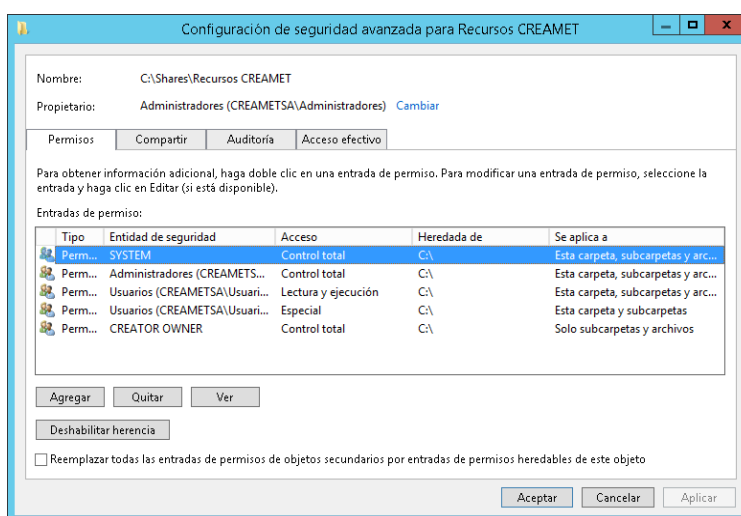 Configuración de seguridad avanzada para Recursos CREAMET
Nombre: C:\Shares\Recursos CREAMET
Propietario: Administradores (CREAMETSA\Administradores) Cambiar
Permisos Compartir Auditoría Acceso efectivo
Para obtener información adicional, haga doble clic en una entrada de permiso. Para modificar una entrada de permiso, seleccione la
entrada y haga clic en Editar (si está disponible).
Entradas de permiso:
Tipo Entidad de seguridad Acceso Heredada de Se aplica a
Perm... SYSTEM Control total C:\ Esta carpeta, subcarpetas y arc...
Perm... Administradores (CREAMETS... Control total C:\ Esta carpeta, subcarpetas y arc...
Perm... Usuarios (CREAMETSA\Usuari... Lectura y ejecución C:\ Esta carpeta, subcarpetas y arc...
Perm... Usuarios (CREAMETSA\Usuari... Especial C:\ Esta carpeta y subcarpetas
Perm... CREATOR OWNER Control total C:\ Solo subcarpetas y archivos
Agregar Quitar Ver
Deshabilitar herencia
Reemplazar todas las entradas de permisos de objetos secundarios por entradas de permisos heredables de este objeto
Aceptar Cancelar Aplicar